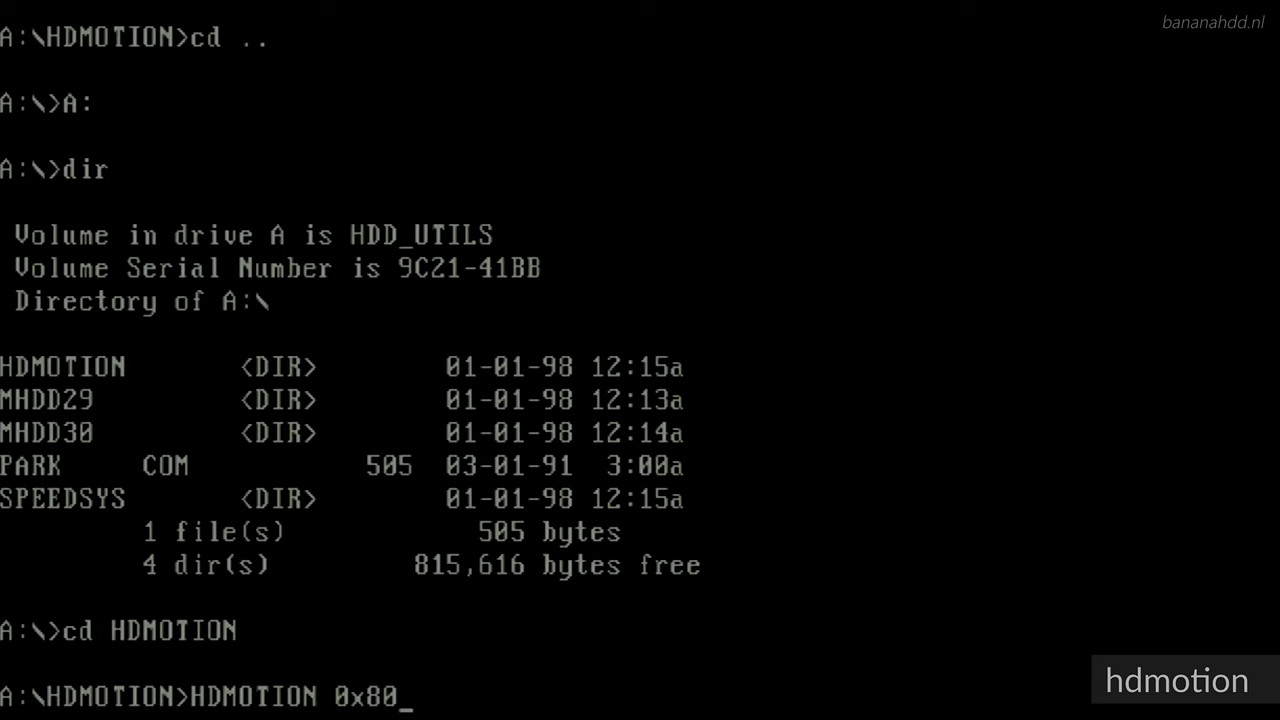 bananahdd.nl
A:\HDMOTION>cd ..
A:\>A:
A:\>dir
Volume in drive A is HDD_UTILS
Volume Serial Number is 9C21-41BB
Directory of A:\
HDMOTION <DIR> 01-01-98 12:15a
MHDD29 <DIR> 01-01-98 12:13a
MHDD30 <DIR> 01-01-98 12:14a
PARK COM 505 03-01-91 3:00a
SPEEDSYS <DIR> 01-01-98 12:15a
1 file(s) 505 bytes
4 dir(s) 815,616 bytes free
A:\>cd HDMOTION
A:\HDMOTION>HDMOTION 0x80_
hdmotion